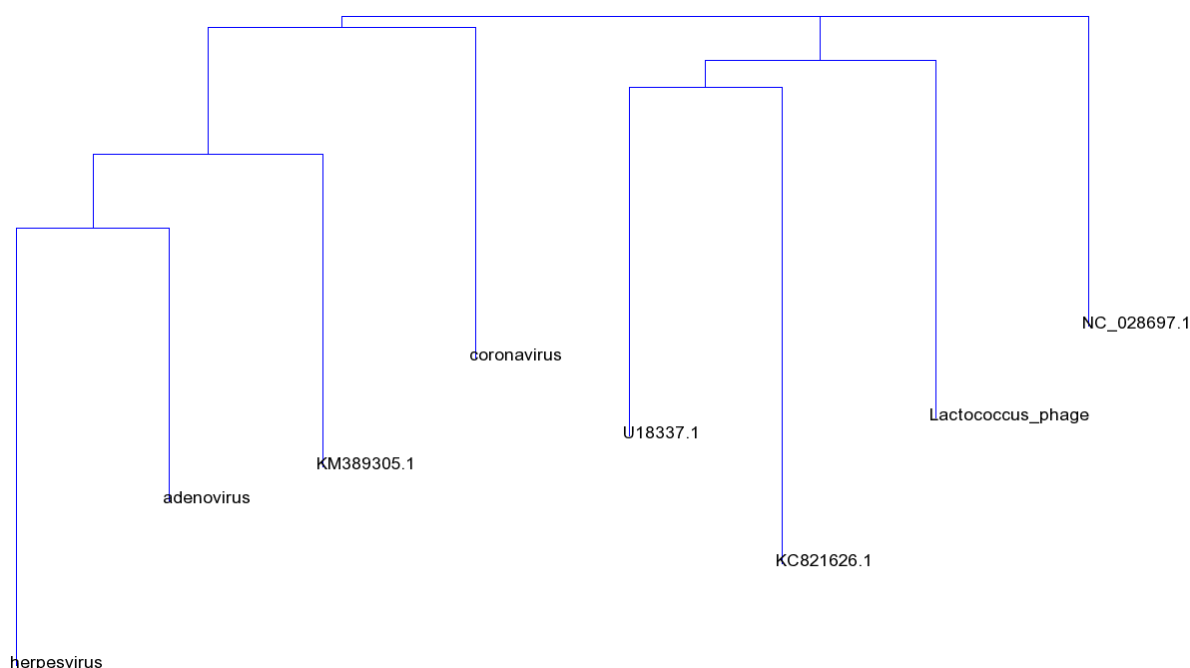 NC_028697.1
coronavirus
Lactococcus_phage
U18337.1
KM389305.1
adenovirus
KC821626.1
herpesvirus